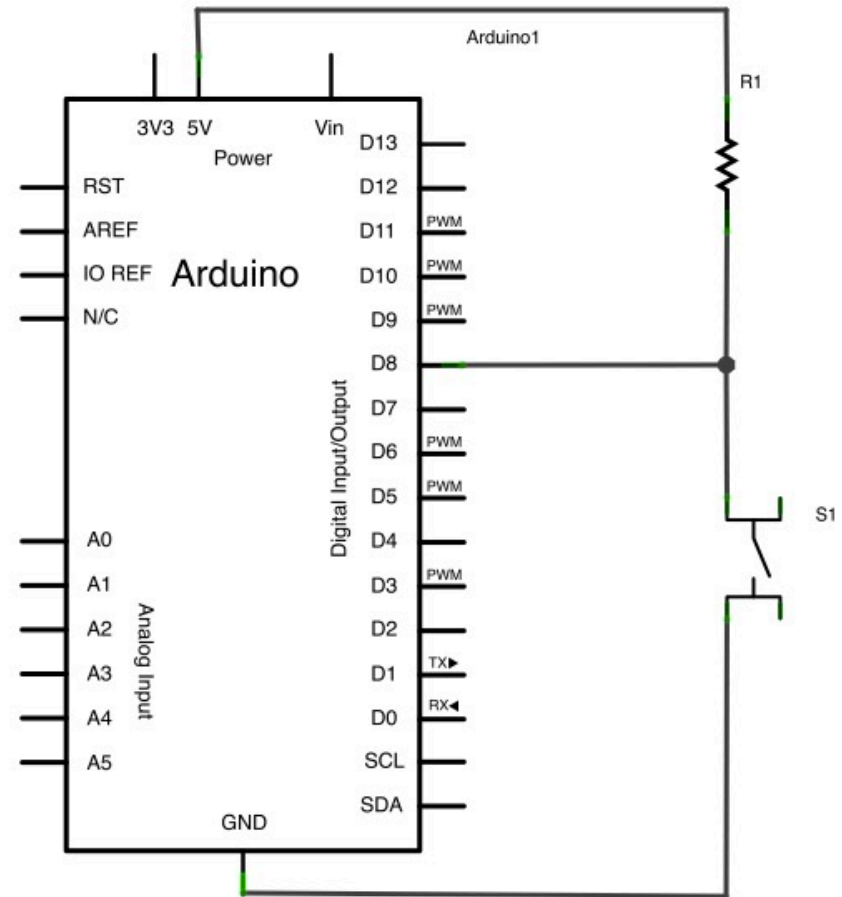 Arduino1
R1
3V3 5V Vin
Power
D13
RST D12
AREF D11 PWM
IO REF Arduino D10 PWM
N/C D9 PWM
D8
D7
D6 PWM
D5 PWM
Digital Input/Output
S1
A0 D4
A1 D3 PWM
A2 D2
Analog Input
A3 D1 TX▶
A4 D0 RX◀
A5 SCL
SDA
GND